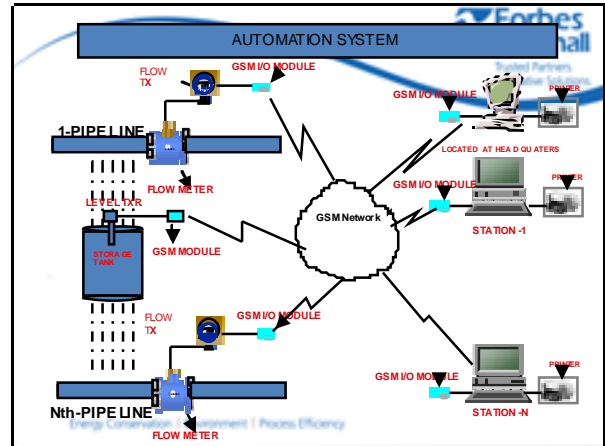 Forbes
AUTOMATION SYSTEM
Trusted Partners.
Solutions.
FLOW
TX
GSM I/O MODULE
GSM I/O MODULE
PRINTER
1-PIPE LINE
FLOW METER
LOCATED AT HEAD QUATERS
LEVEL TXR
GSM I/O MODULE
PRINTER
STORAGE
TANK
GSM MODULE
GSM Network
STATION -1
FLOW
TX
GSM I/O MODULE
GSM I/O MODULE
PRINTER
Nth-PIPE LINE
STATION -N
FLOW METER
Energy Conservation | Environment | Process Efficiency